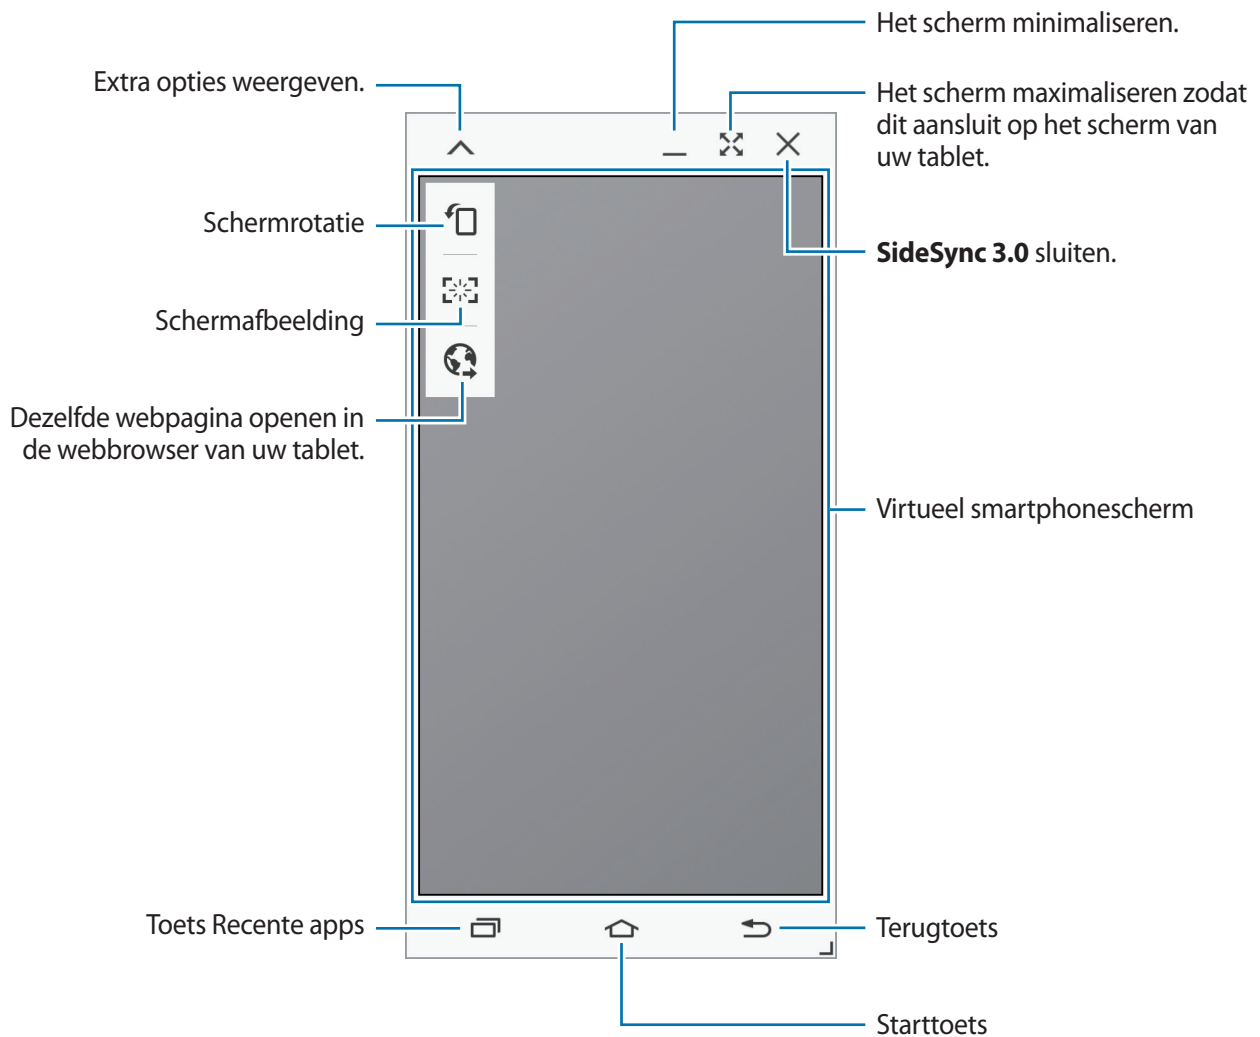 Het scherm minimaliseren.
Extra opties weergeven.
Het scherm maximaliseren zodat
dit aansluit op het scherm van
uw tablet.
Schermrotatie
SideSync 3.0 sluiten.
Schermafbeelding
Dezelfde webpagina openen in
de webbrowser van uw tablet.
Virtueel smartphonescherm
Toets Recente apps
Terugtoets
Starttoets